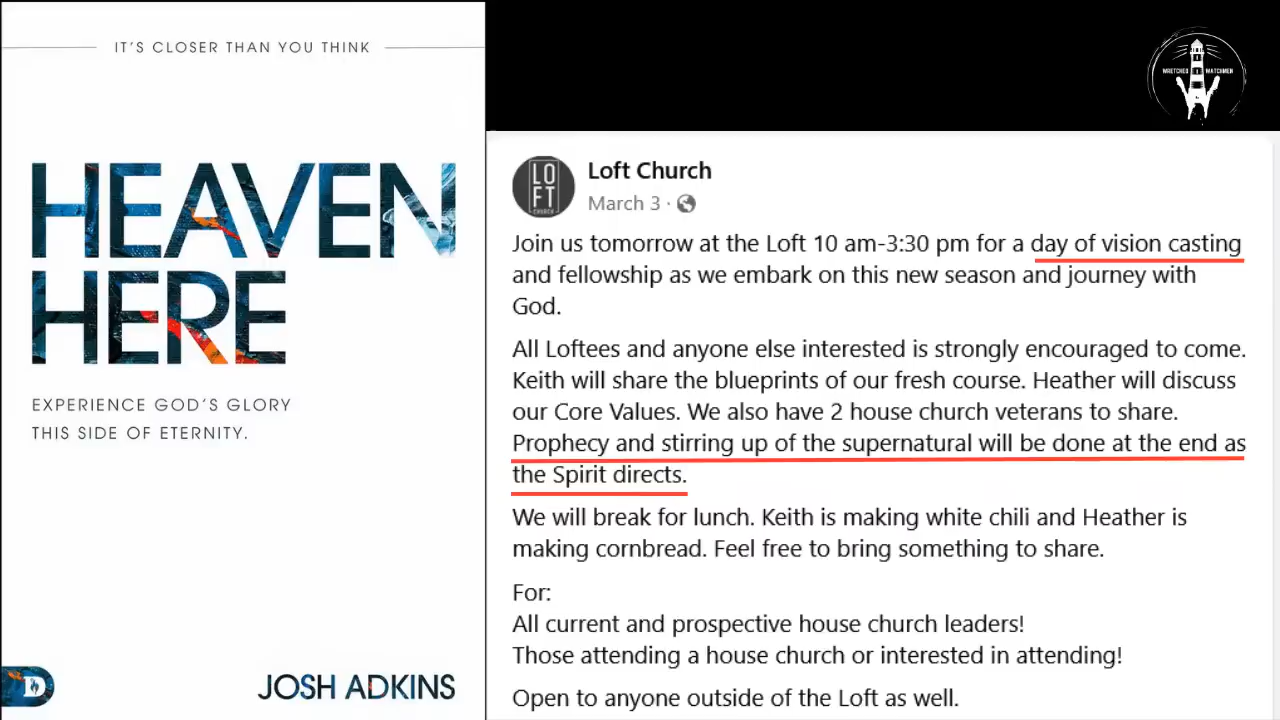 IT'S CLOSER THAN YOU THINK
HEAVEN
HERE
EXPERIENCE GOD'S GLORY
THIS SIDE OF ETERNITY.
D
JOSH ADKINS
WRETCHED WATCHMEN
LO
FT
CHURCH
Loft Church
March 3 ·
Join us tomorrow at the Loft 10 am-3:30 pm for a day of vision casting
and fellowship as we embark on this new season and journey with
God.
All Loftees and anyone else interested is strongly encouraged to come.
Keith will share the blueprints of our fresh course. Heather will discuss
our Core Values. We also have 2 house church veterans to share.
Prophecy and stirring up of the supernatural will be done at the end as
the Spirit directs.
We will break for lunch. Keith is making white chili and Heather is
making cornbread. Feel free to bring something to share.
For:
All current and prospective house church leaders!
Those attending a house church or interested in attending!
Open to anyone outside of the Loft as well.